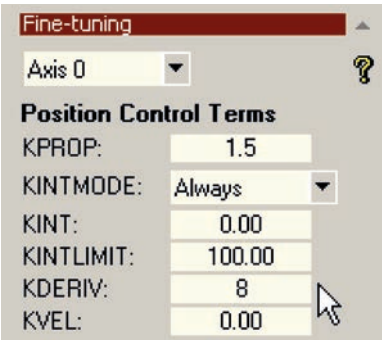 Fine-tuning
Axis 0
?
Position Control Terms
KPROP: 1.5
KINTMODE: Always
KINT: 0.00
KINTLIMIT: 100.00
KDERIV: 8
KVEL: 0.00